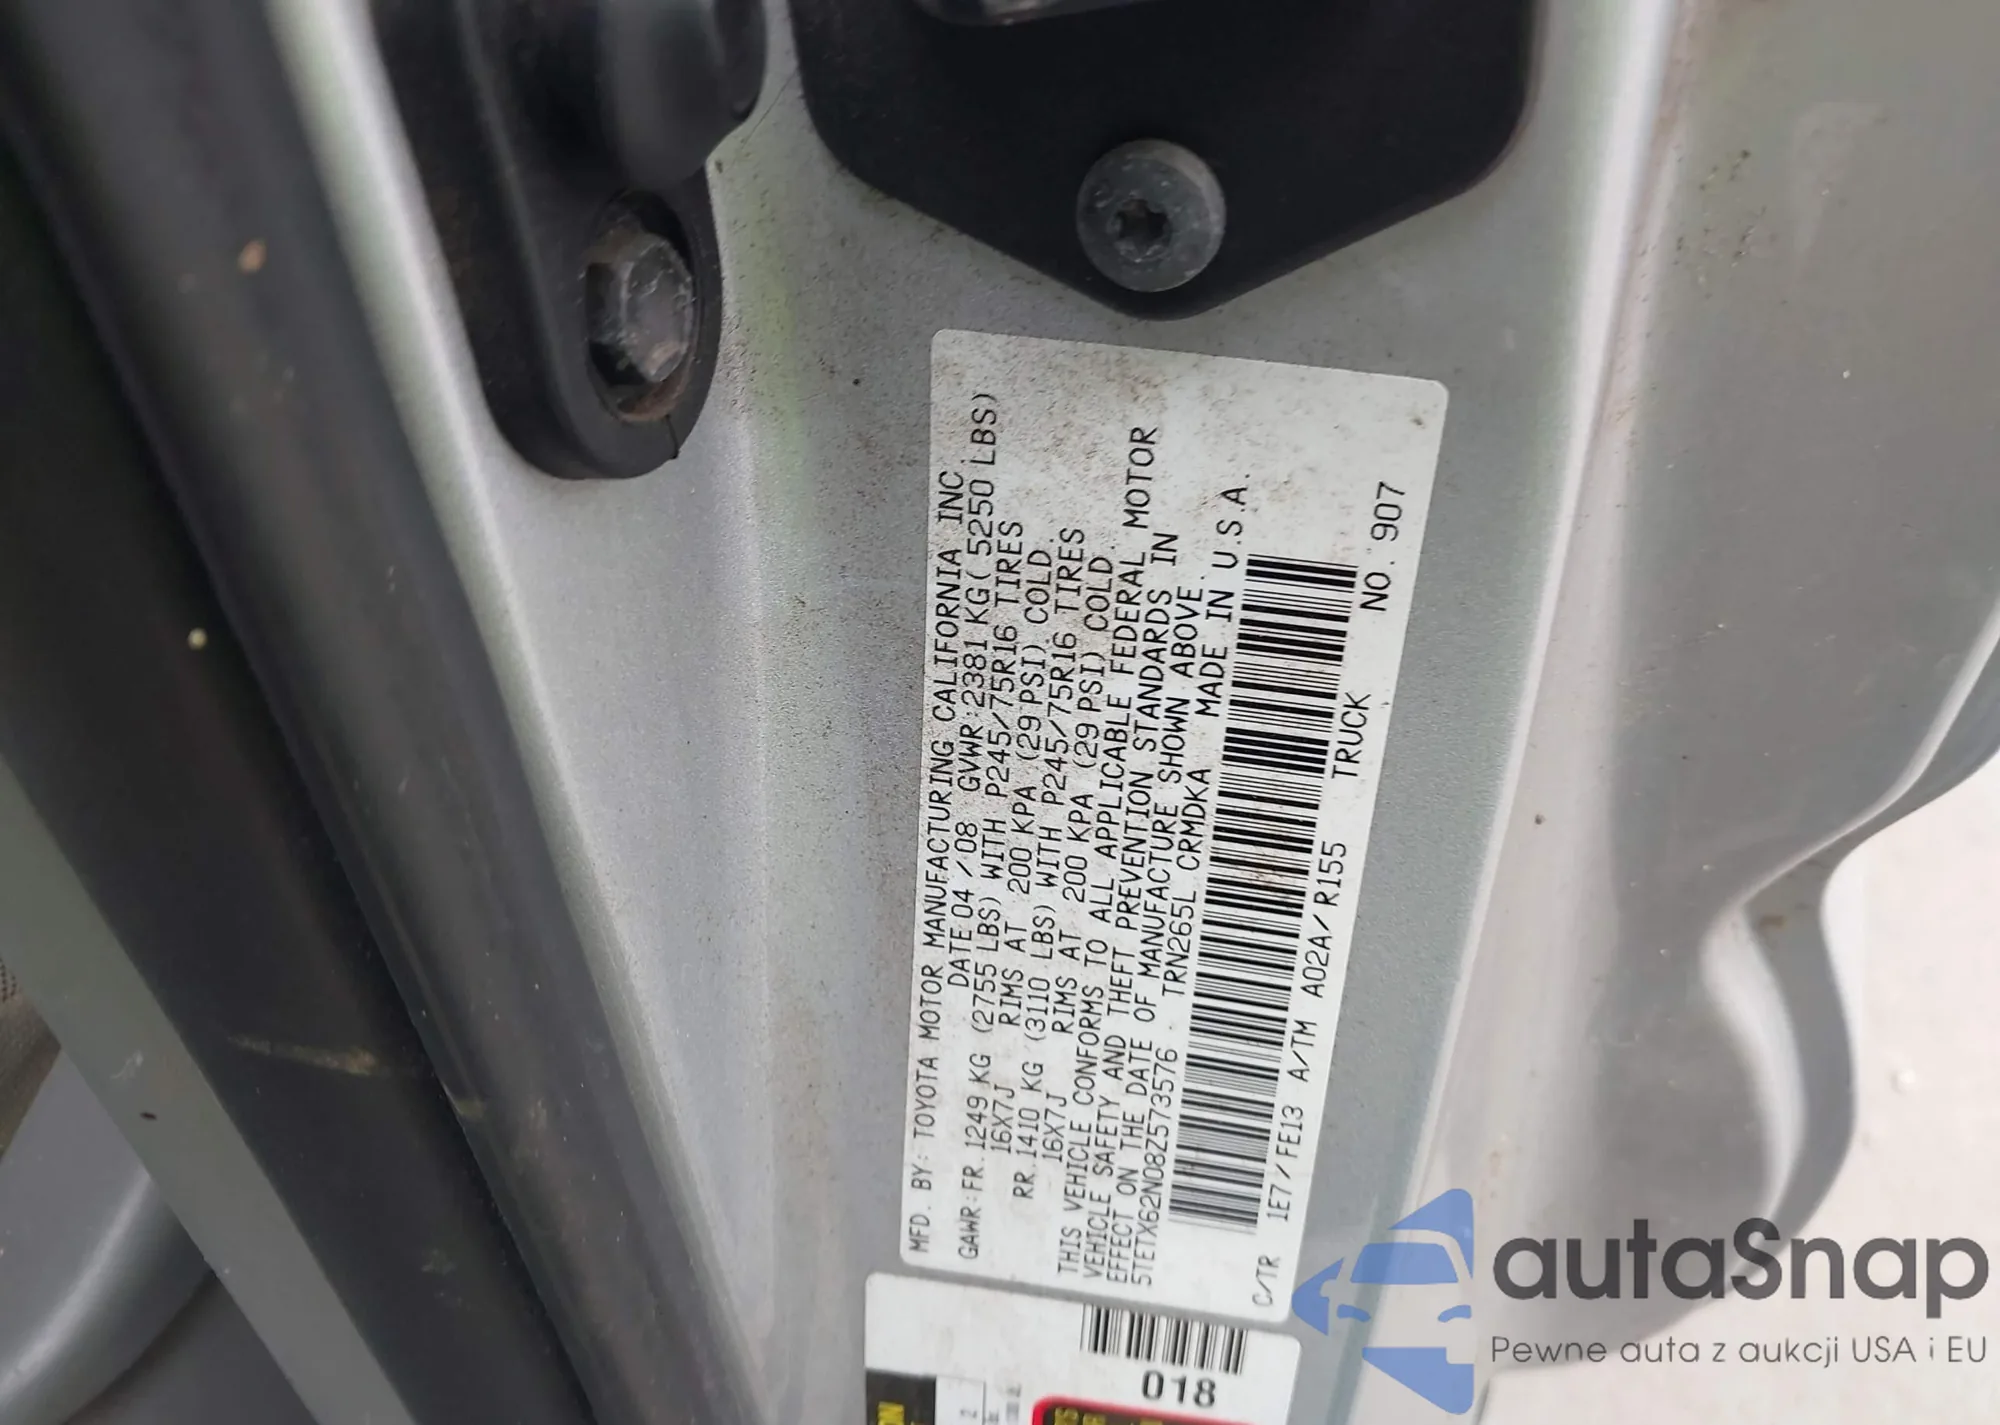 MFD. BY: TOYOTA MOTOR MANUFACTURING CALIFORNIA INC.
DATE 04 /08 GVWR:2381 KG( 5250 LBS)
GAWR:FR.1249 KG (2755 LBS) WITH P245/75R16 TIRES
16X7J RIMS AT 200 KPA (29 PSI) COLD.
RR.1410 KG (3110 LBS) WITH P245/75R16 TIRES
16X7J RIMS AT 200 KPA (29 PSI) COLD.
THIS VEHICLE CONFORMS TO ALL APPLICABLE FEDERAL MOTOR
VEHICLE SAFETY AND THEFT PREVENTION STANDARDS IN
EFFECT ON THE DATE OF MANUFACTURE SHOWN ABOVE.
5TETX62N08Z573576 TRN265L CRMDKA MADE IN U.S.A.
C/TR 1E7/FE13 A/TM A02A/R155 TRUCK NO. 907
018
autaSnap
Pewne auta z aukcji USA i EU